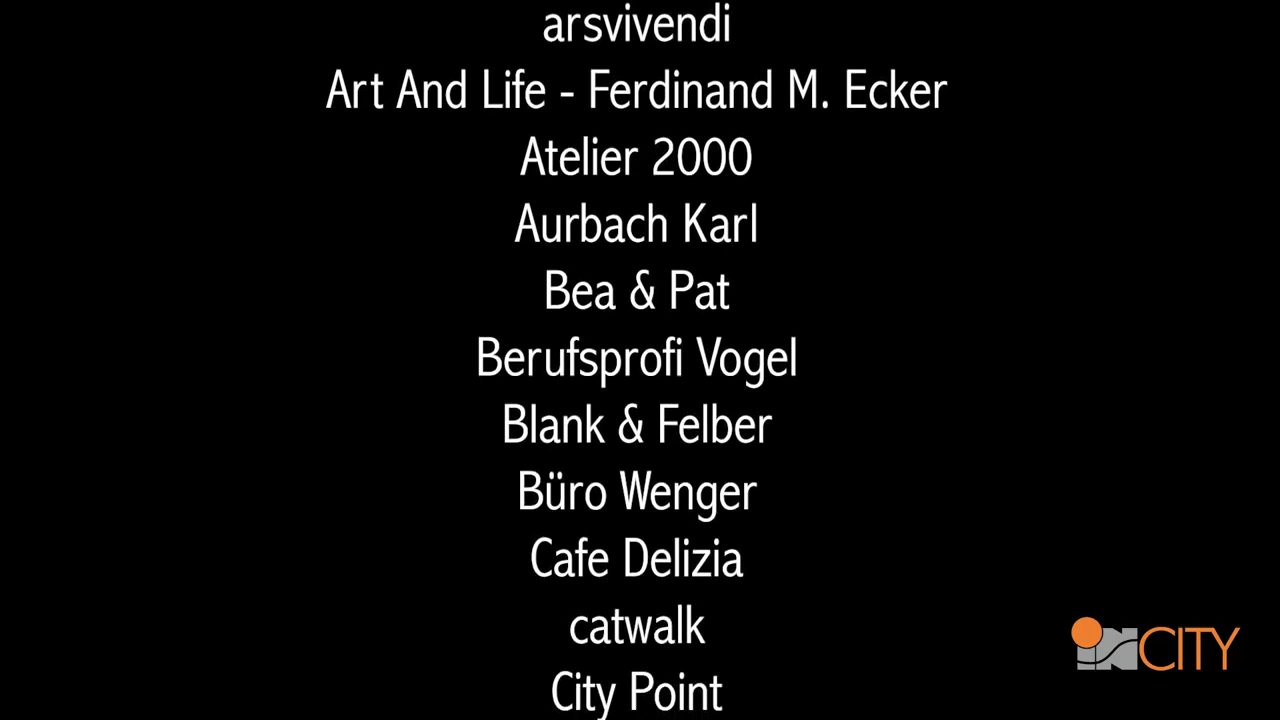 arsvivendi
Art And Life - Ferdinand M. Ecker
Atelier 2000
Aurbach Karl
Bea & Pat
Berufsprofi Vogel
Blank & Felber
Büro Wenger
Cafe Delizia
catwalk
City Point
iNCITY